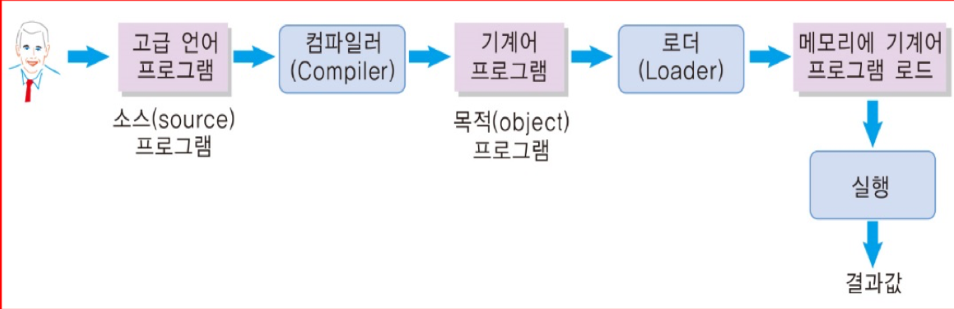 고급 언어
프로그램
소스(source)
프로그램
컴파일러
(Compiler)
기계어
프로그램
목적(object)
프로그램
로더
(Loader)
메모리에 기계어
프로그램 로드
실행
결과값